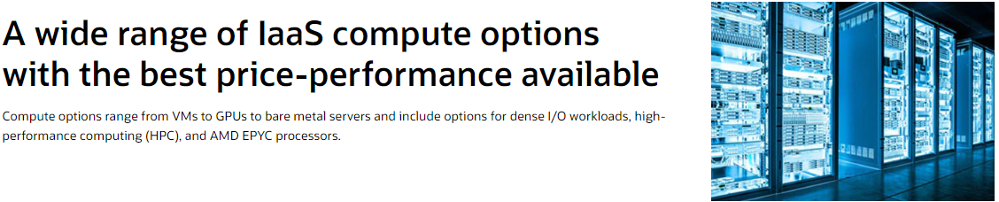 A wide range of IaaS compute options
with the best price-performance available
Compute options range from VMs to GPUs to bare metal servers and include options for dense I/O workloads, high-
performance computing (HPC), and AMD EPYC processors.